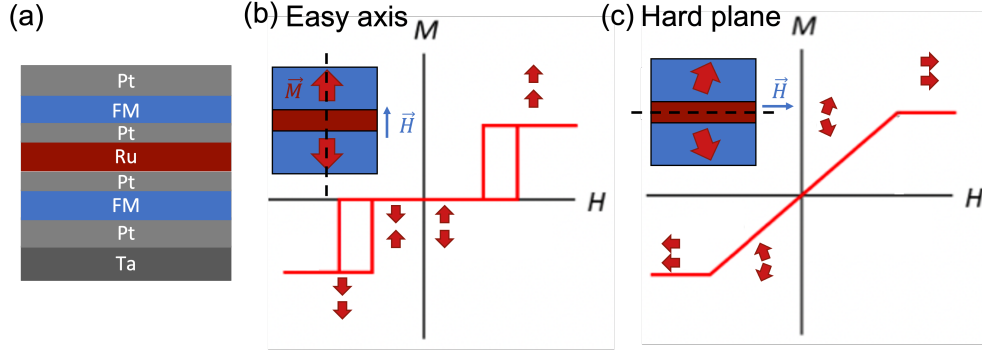 (a)
Pt
FM
Pt
Ru
Pt
FM
Pt
Ta
(b) Easy axis
M
M
H
H
(c) Hard plane
M
H
H